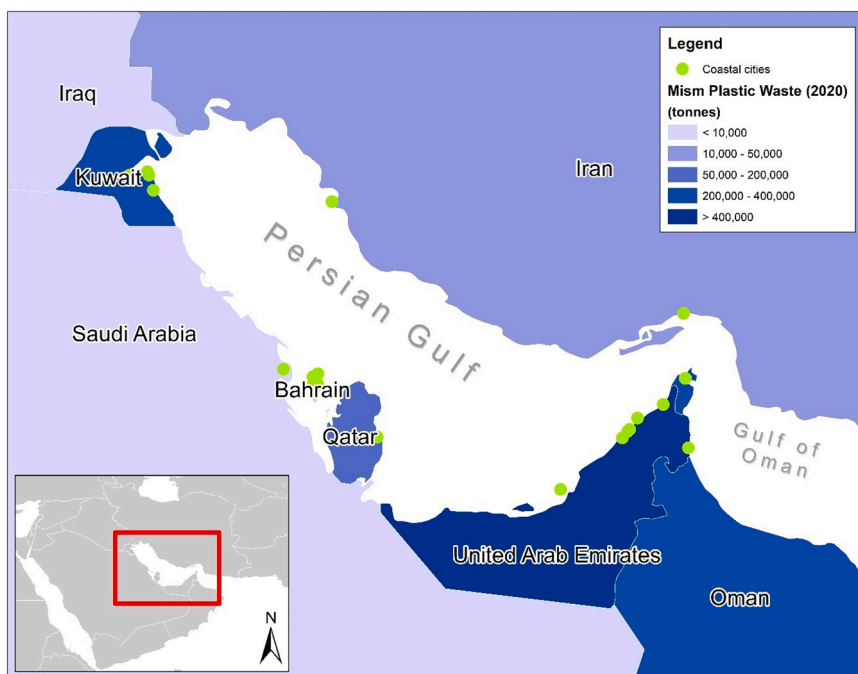 Legend
Coastal cities
Mism Plastic Waste (2020)
(tonnes)
< 10,000
10,000 - 50,000
50,000 - 200,000
200,000 - 400,000
> 400,000
Iraq
Iran
Kuwait
Persian Gulf
Saudi Arabia
Bahrain
Qatar
Gulf of
Oman
United Arab Emirates
Oman
N